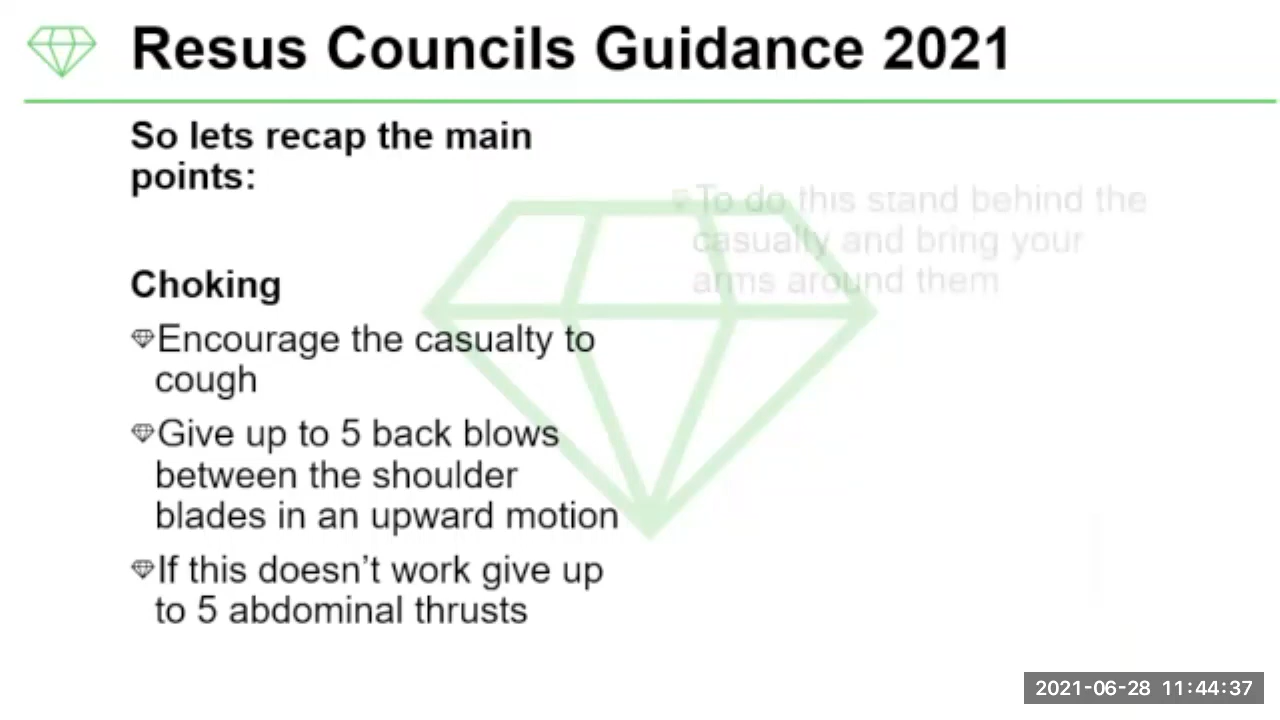 Resus Councils Guidance 2021
So lets recap the main
points:
Choking
Encourage the casualty to
cough
Give up to 5 back blows
between the shoulder
blades in an upward motion
If this doesn’t work give up
to 5 abdominal thrusts
To do this stand behind the
casualty and bring your
arms around them
2021-06-28 11:44:37